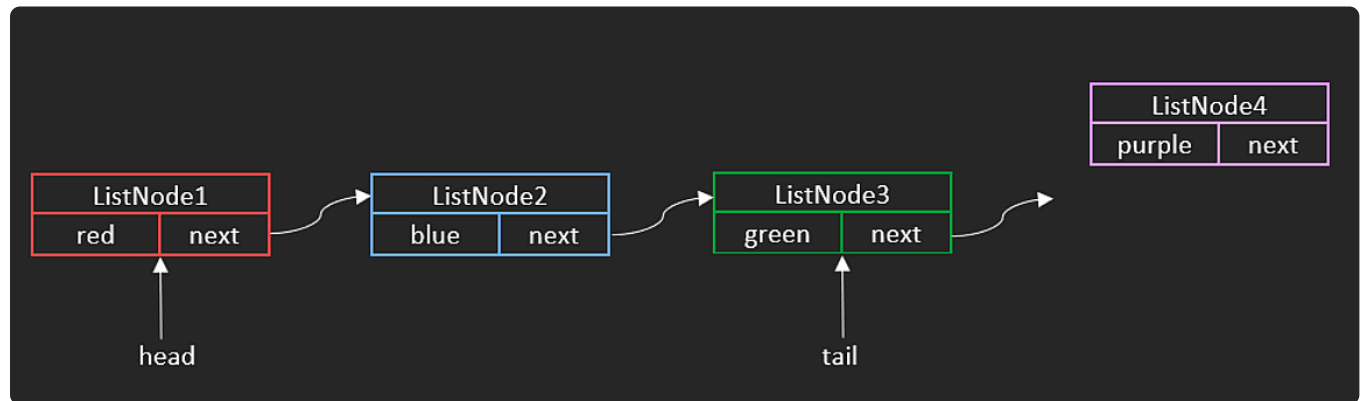 ListNode4
purple next
ListNode1
red next
ListNode2
blue next
ListNode3
green next
head
tail